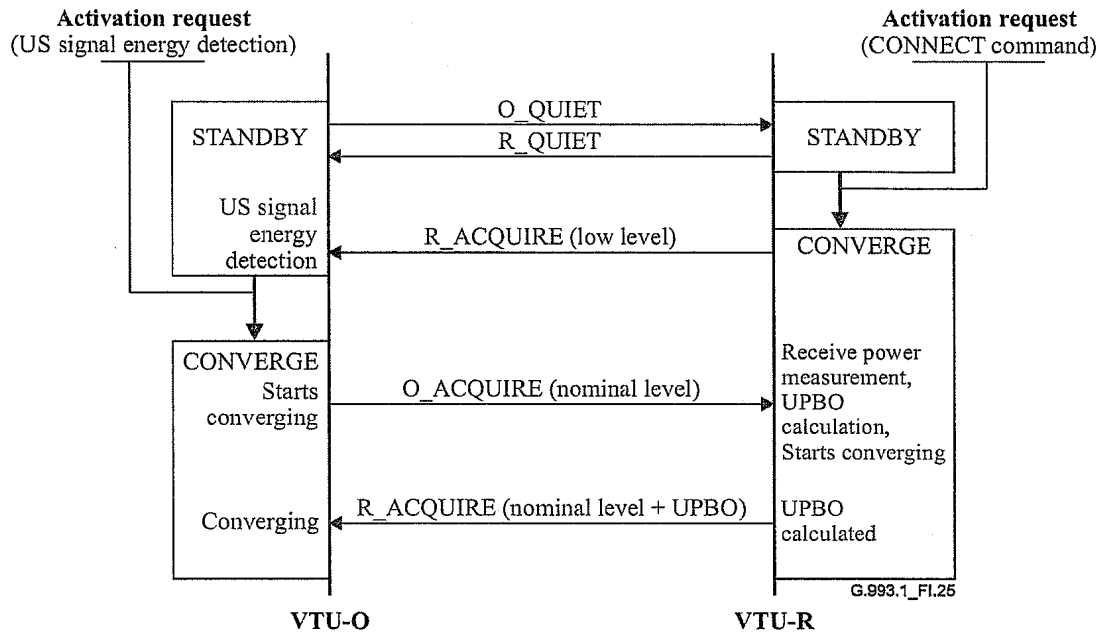 Activation request
(US signal energy detection)
Activation request
(CONNECT command)
O_QUIET
STANDBY
R_QUIET
STANDBY
US signal
energy
detection
R_ACQUIRE (low level)
CONVERGE
CONVERGE
Starts
converging
O_ACQUIRE (nominal level)
Receive power
measurement,
UPBO
calculation,
Starts converging
Converging
R_ACQUIRE (nominal level + UPBO)
UPBO
calculated
G.993.1_FI.25
VTU-O
VTU-R